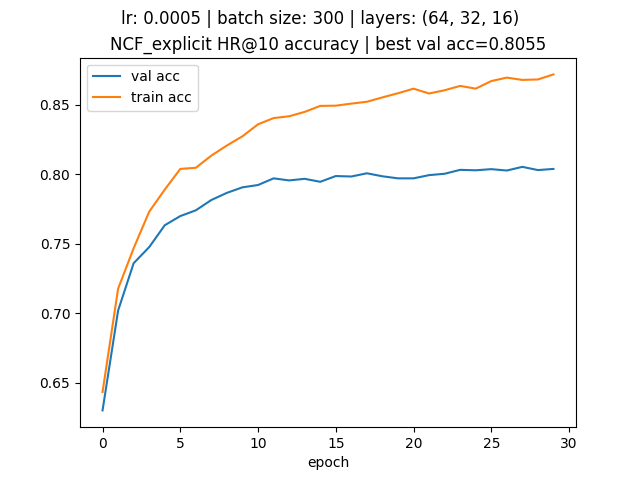 lr: 0.0005 | batch size: 300 | layers: (64, 32, 16)
NCF_explicit HR@10 accuracy | best val acc=0.8055
val acc
train acc
0.85
0.80
0.75
0.70
0.65
0 5 10 15 20 25 30
epoch